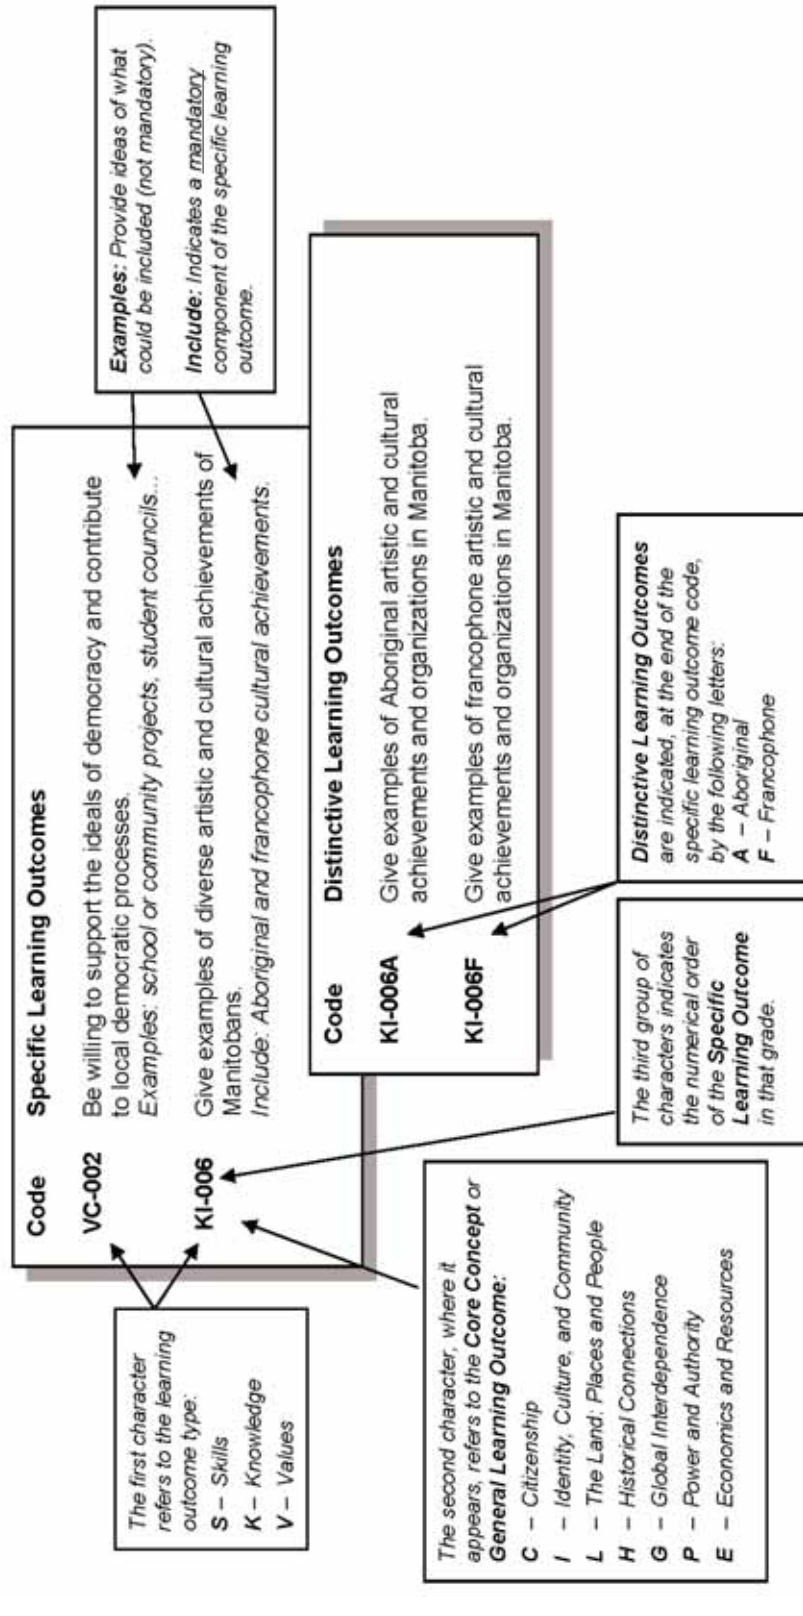 Code Specific Learning Outcomes
VC-002 Be willing to support the ideals of democracy and contribute
to local democratic processes.
Examples: school or community projects, student councils...
KI-006 Give examples of diverse artistic and cultural achievements of
Manitobans.
Include: Aboriginal and francophone cultural achievements.
Examples: Provide ideas of what
could be included (not mandatory).
Include: Indicates a mandatory
component of the specific learning
outcome.
Code Distinctive Learning Outcomes
KI-006A Give examples of Aboriginal artistic and cultural
achievements and organizations in Manitoba.
KI-006F Give examples of francophone artistic and cultural
achievements and organizations in Manitoba.
The first character
refers to the learning
outcome type:
S – Skills
K – Knowledge
V – Values
The second character, where it
appears, refers to the Core Concept or
General Learning Outcome:
C – Citizenship
I – Identity, Culture, and Community
L – The Land: Places and People
H – Historical Connections
G – Global Interdependence
P – Power and Authority
E – Economics and Resources
The third group of
characters indicates
the numerical order
of the Specific
Learning Outcome
in that grade.
Distinctive Learning Outcomes
are indicated, at the end of the
specific learning outcome code,
by the following letters:
A – Aboriginal
F – Francophone